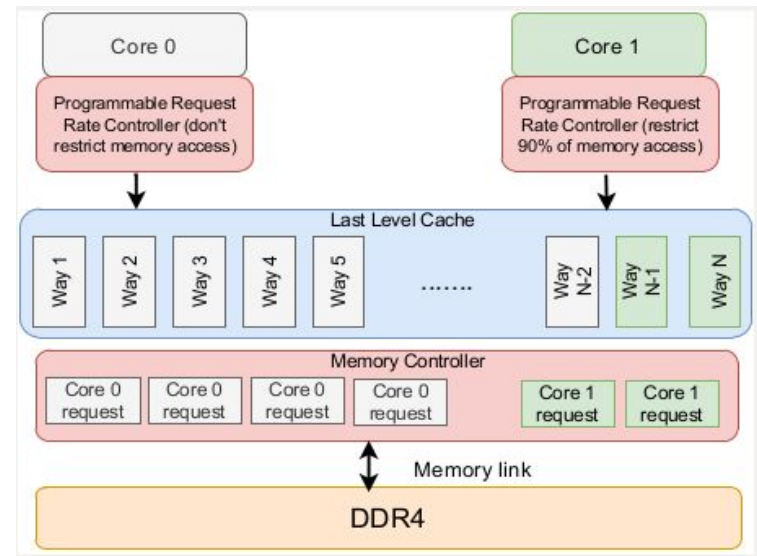 Core 0
Core 1
Programmable Request
Rate Controller (don't
restrict memory access)
Programmable Request
Rate Controller (restrict
90% of memory access)
Last Level Cache
Way 1
Way 2
Way 3
Way 4
Way 5
.......
Way
N-2
Way
N-1
Way N
Memory Controller
Core 0
request
Core 0
request
Core 0
request
Core 0
request
Core 1
request
Core 1
request
Memory link
DDR4